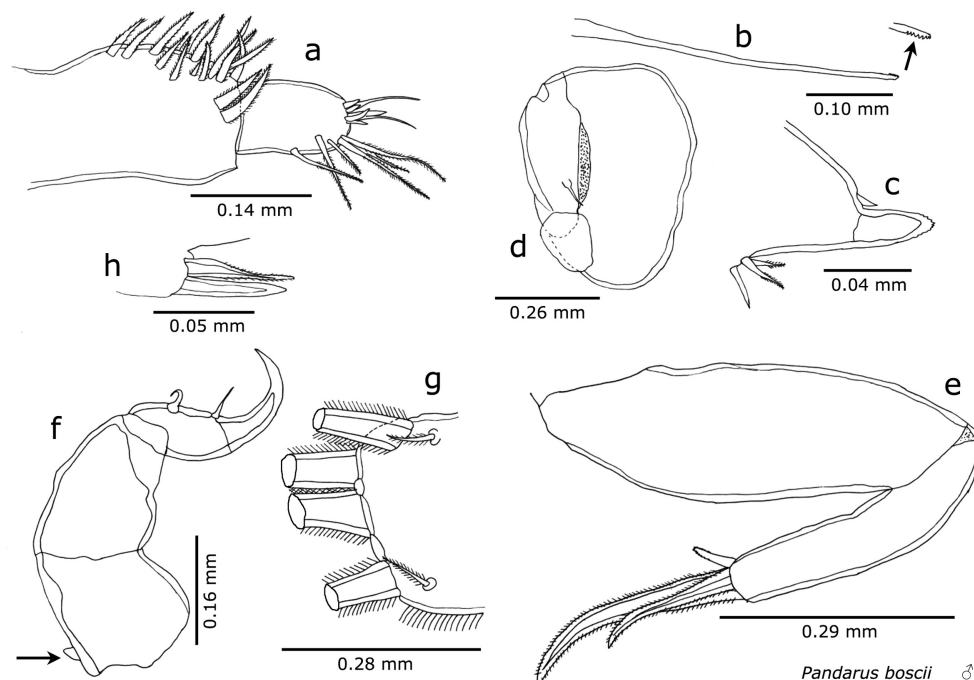 a
b
0.10 mm
0.14 mm
c
d
h
0.04 mm
0.26 mm
0.05 mm
f
g
e
0.16 mm
0.29 mm
0.28 mm
Pandarus boscii ♂